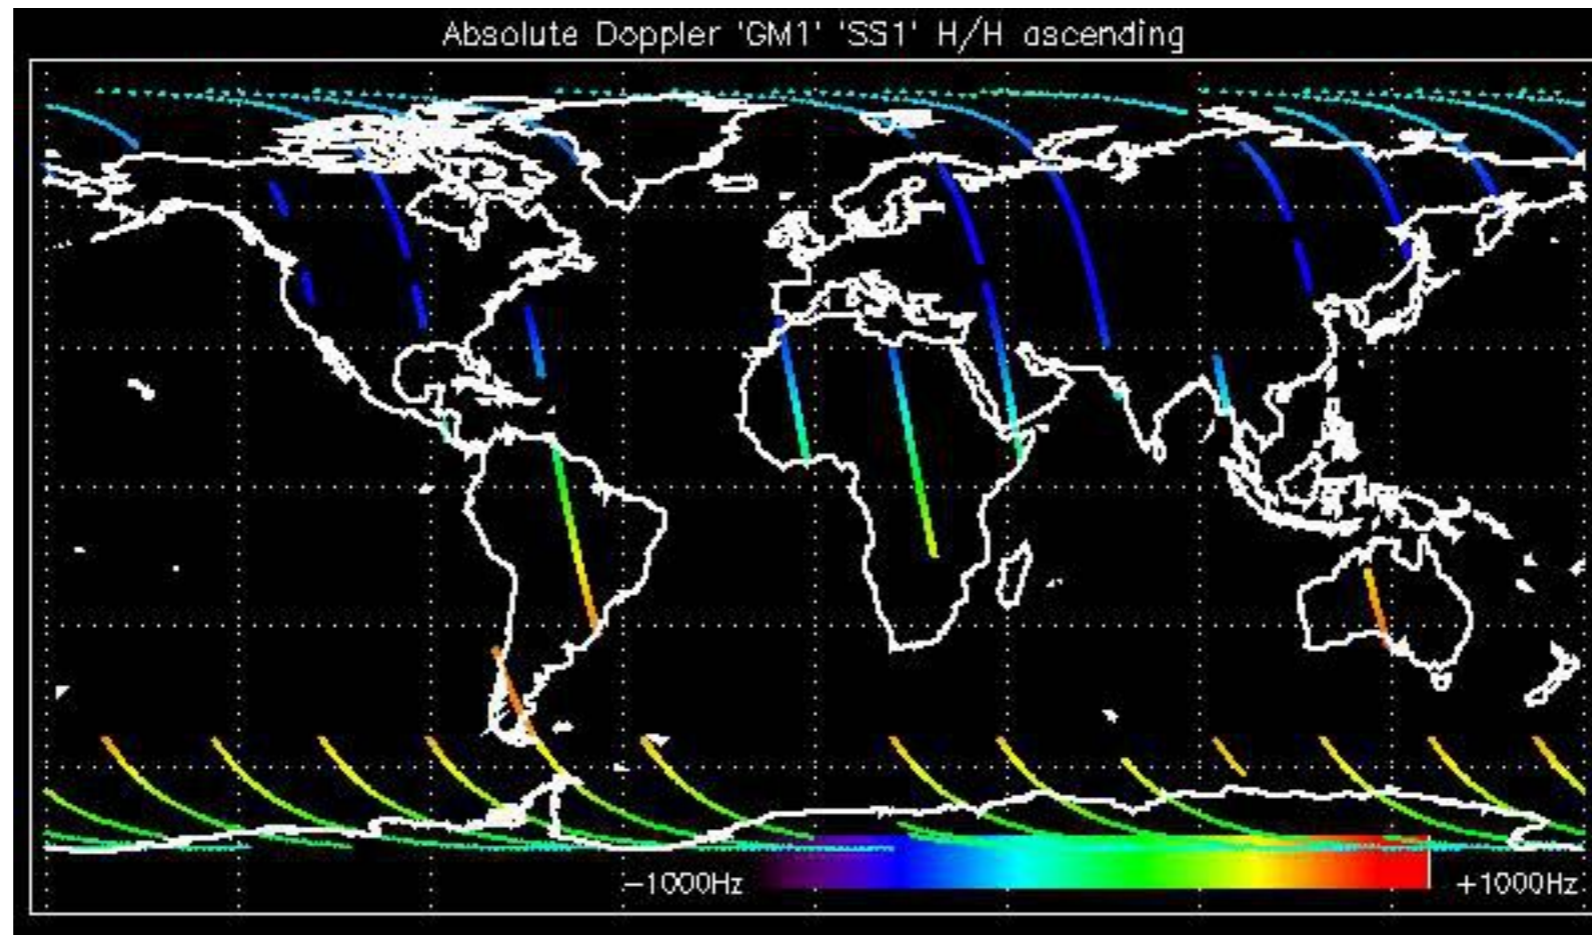 Absolute Doppler 'GM1' 'SS1' H/H ascending
−1000Hz
+1000Hz